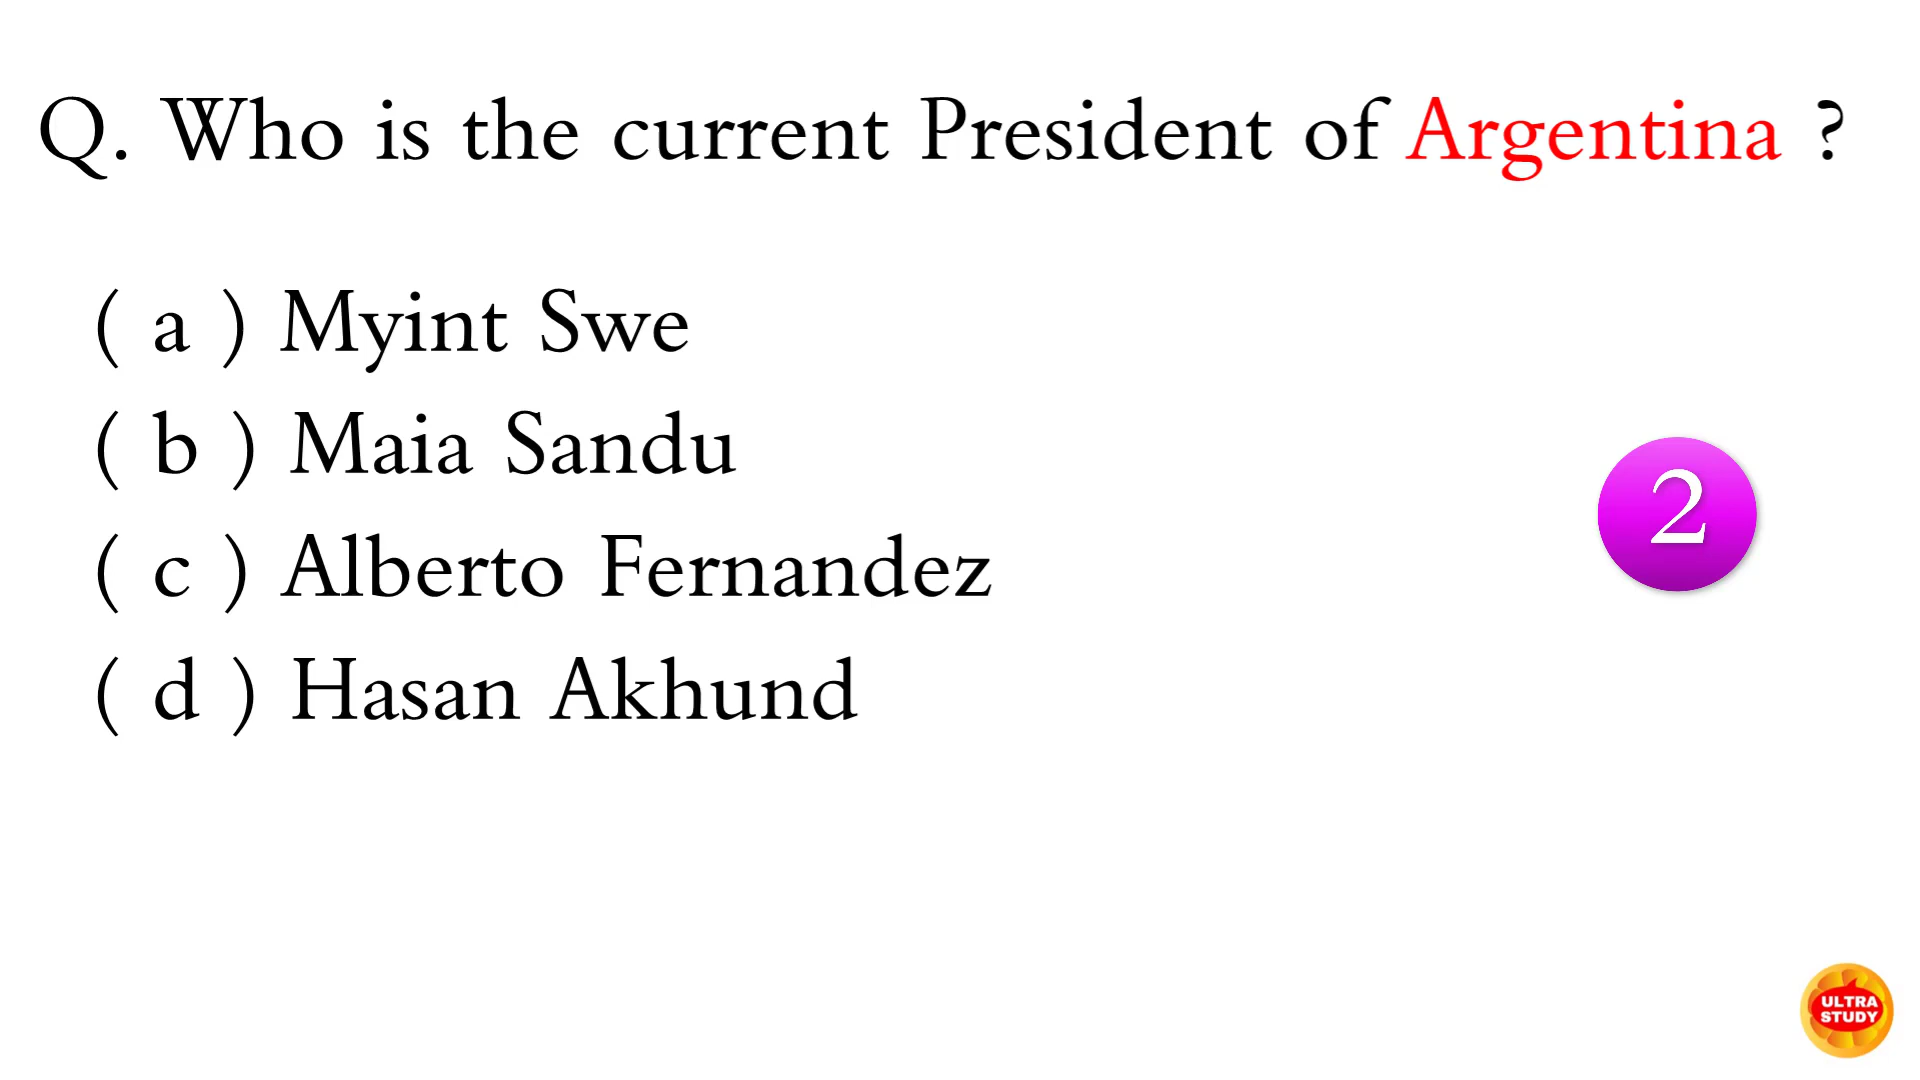 Q. Who is the current President of Argentina ?
( a ) Myint Swe
( b ) Maia Sandu
( c ) Alberto Fernandez
( d ) Hasan Akhund
2
ULTRA
STUDY